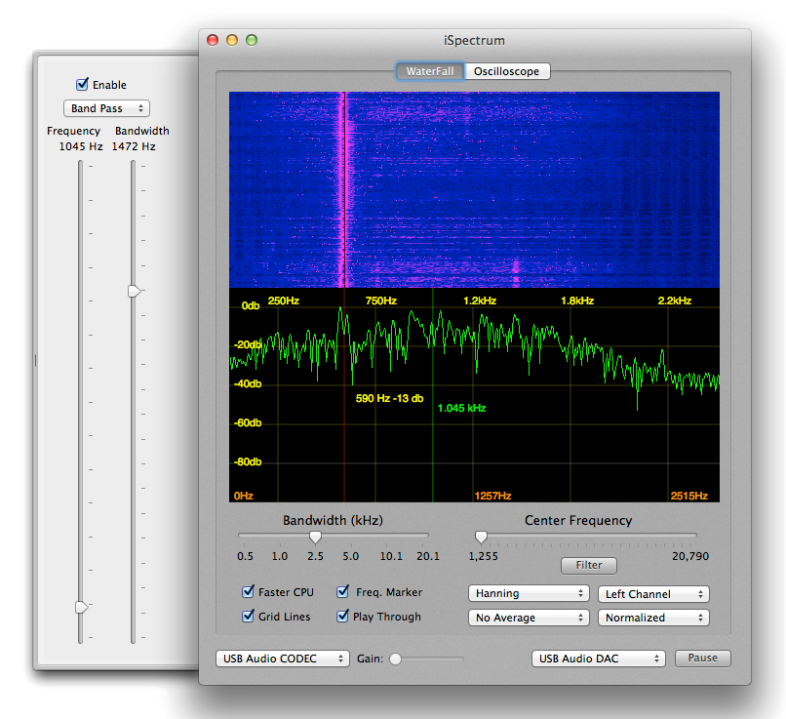 Enable
Band Pass
Frequency Bandwidth
1045 Hz 1472 Hz
iSpectrum
WaterFall Oscilloscope
250Hz 750Hz 1.2kHz 1.8kHz 2.2kHz
0db
-20db
-40db
590 Hz -13 db
1.045 kHz
-60db
-80db
0Hz 1257Hz 2515Hz
Bandwidth (kHz) Center Frequency
0.5 1.0 2.5 5.0 10.1 20.1 1,255 20,790
Filter
Faster CPU Freq. Marker Hanning Left Channel
Grid Lines Play Through No Average Normalized
USB Audio CODEC Gain: USB Audio DAC Pause